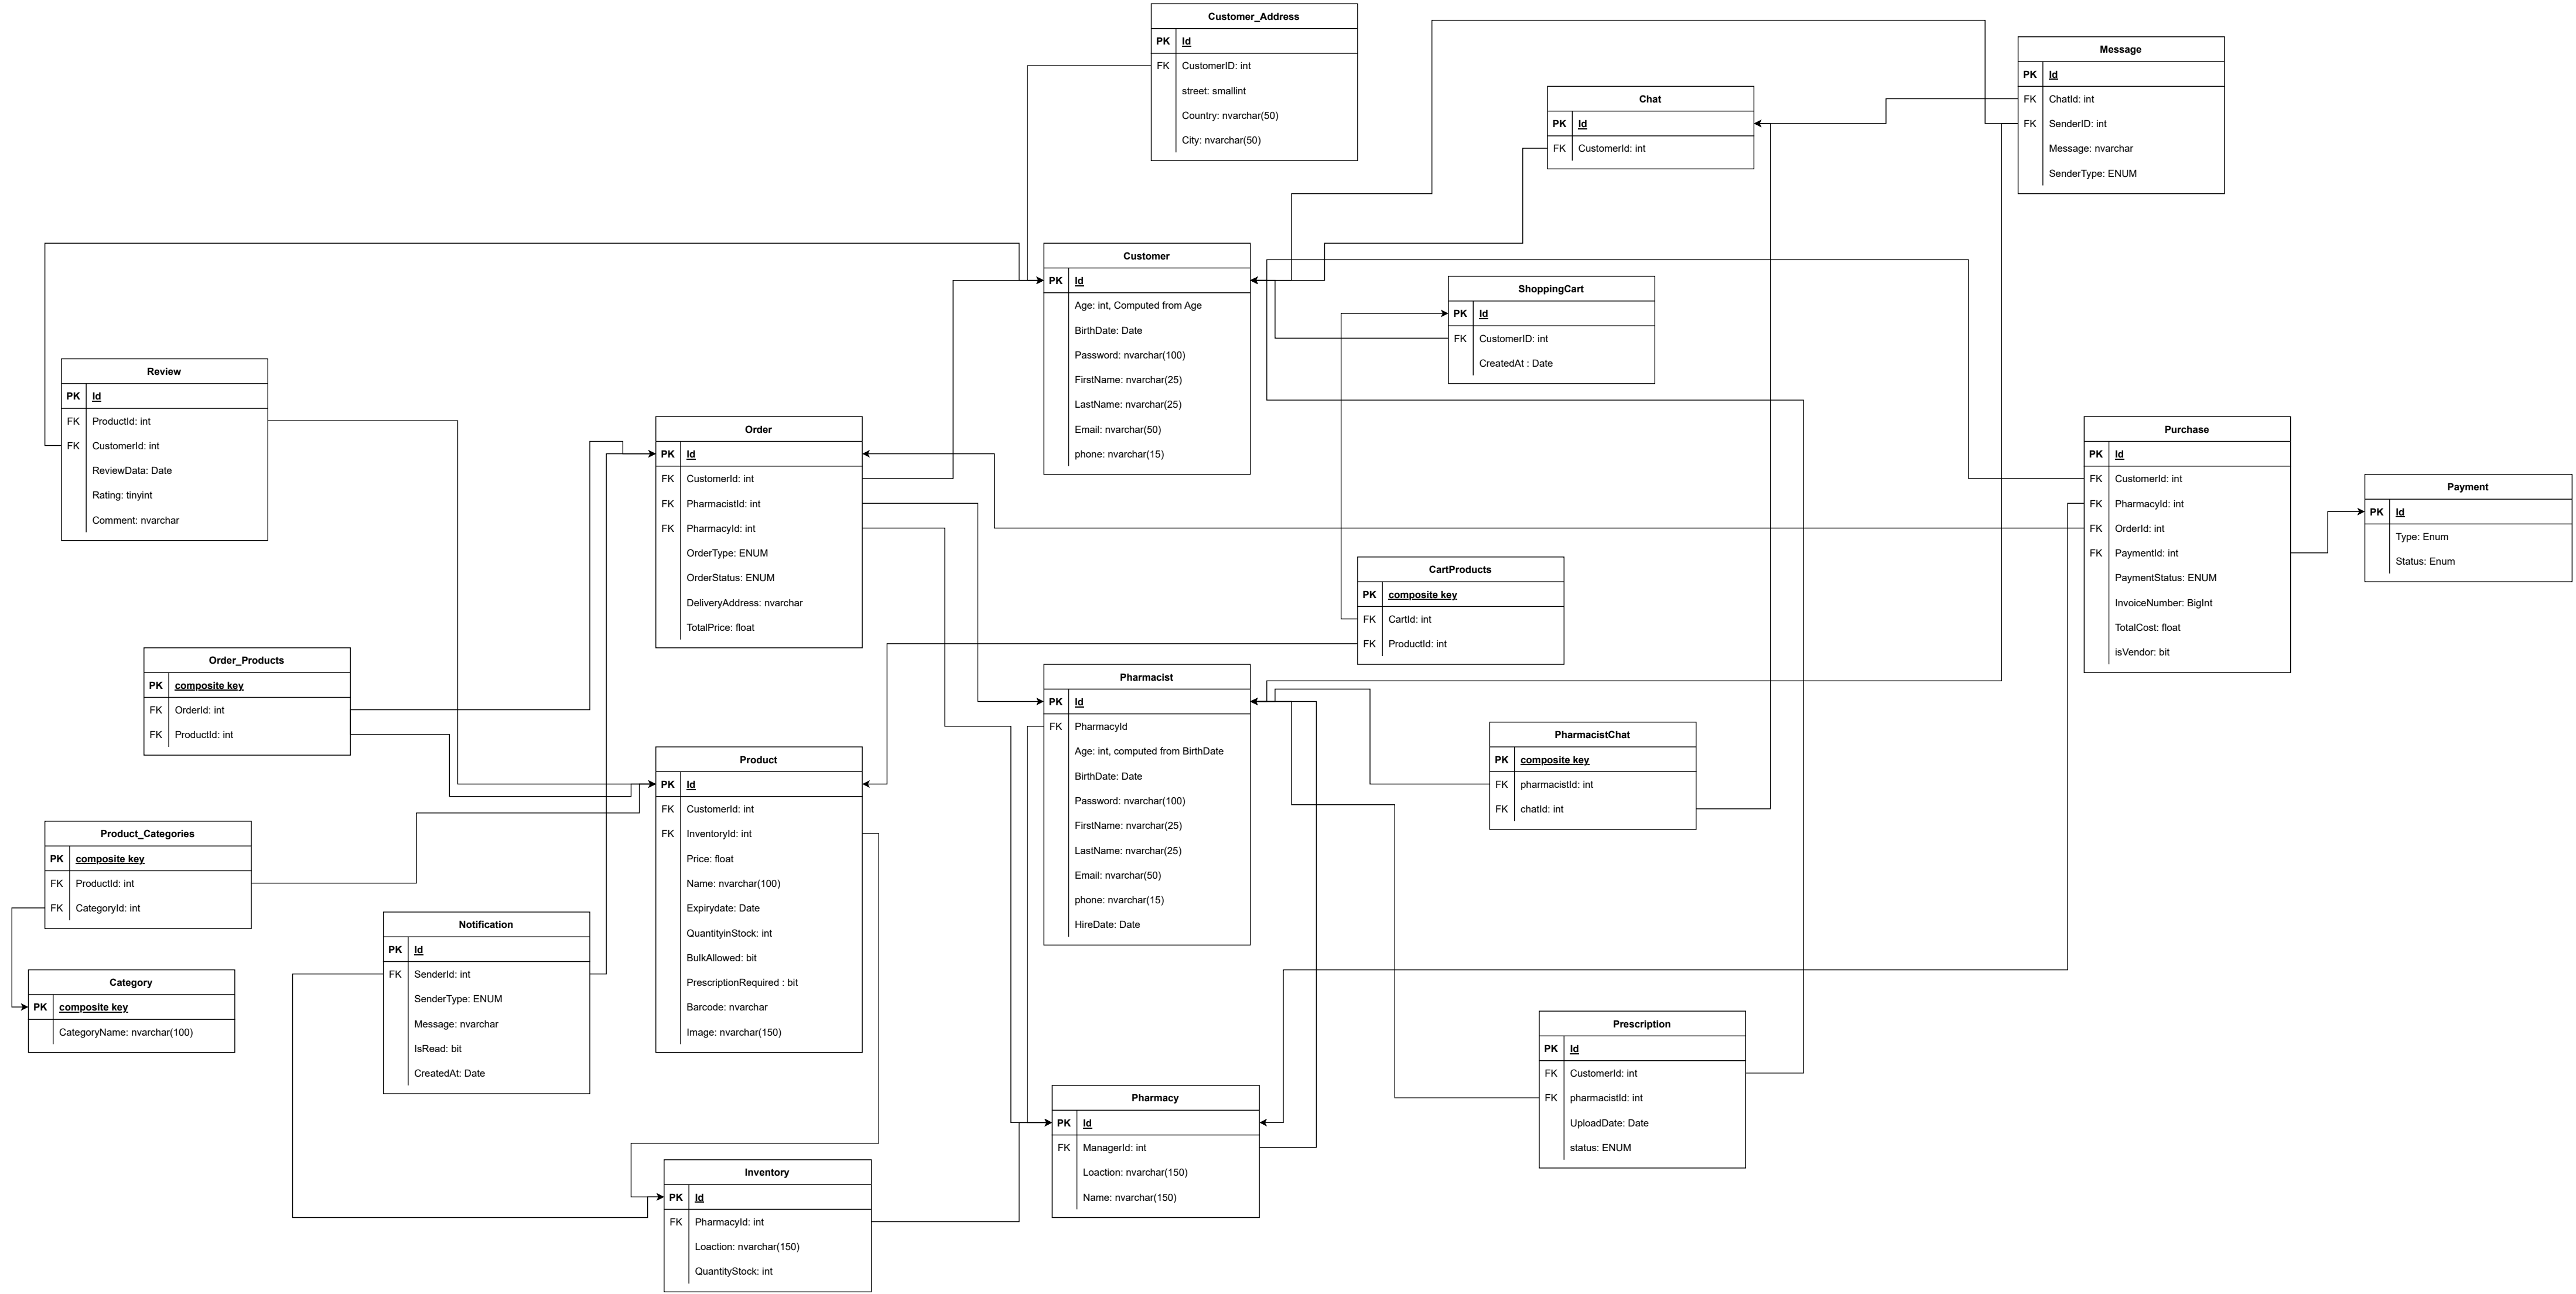 Customer_Address
PK Id
FK CustomerID: int
street: smallint
Country: nvarchar(50)
City: nvarchar(50)
Message
PK Id
FK ChatId: int
FK SenderID: int
Message: nvarchar
SenderType: ENUM
Chat
PK Id
FK CustomerId: int
Customer
PK Id
Age: int, Computed from Age
BirthDate: Date
Password: nvarchar(100)
FirstName: nvarchar(25)
LastName: nvarchar(25)
Email: nvarchar(50)
phone: nvarchar(15)
ShoppingCart
PK Id
FK CustomerID: int
CreatedAt : Date
Review
PK Id
FK ProductId: int
FK CustomerId: int
ReviewData: Date
Rating: tinyint
Comment: nvarchar
Order
PK Id
FK CustomerId: int
FK PharmacistId: int
FK PharmacyId: int
OrderType: ENUM
OrderStatus: ENUM
DeliveryAddress: nvarchar
TotalPrice: float
Purchase
PK Id
FK CustomerId: int
FK PharmacyId: int
FK OrderId: int
FK PaymentId: int
PaymentStatus: ENUM
InvoiceNumber: BigInt
TotalCost: float
isVendor: bit
Payment
PK Id
Type: Enum
Status: Enum
CartProducts
PK composite key
FK CartId: int
FK ProductId: int
Order_Products
PK composite key
FK OrderId: int
FK ProductId: int
Pharmacist
PK Id
FK PharmacyId
Age: int, computed from BirthDate
BirthDate: Date
Password: nvarchar(100)
FirstName: nvarchar(25)
LastName: nvarchar(25)
Email: nvarchar(50)
phone: nvarchar(15)
HireDate: Date
PharmacistChat
PK composite key
FK pharmacistId: int
FK chatId: int
Product
PK Id
FK CustomerId: int
FK InventoryId: int
Price: float
Name: nvarchar(100)
Expirydate: Date
QuantityinStock: int
BulkAllowed: bit
PrescriptionRequired : bit
Barcode: nvarchar
Image: nvarchar(150)
Product_Categories
PK composite key
FK ProductId: int
FK CategoryId: int
Notification
PK Id
FK SenderId: int
SenderType: ENUM
Message: nvarchar
IsRead: bit
CreatedAt: Date
Category
PK composite key
CategoryName: nvarchar(100)
Prescription
PK Id
FK CustomerId: int
FK pharmacistId: int
UploadDate: Date
status: ENUM
Pharmacy
PK Id
FK ManagerId: int
Loaction: nvarchar(150)
Name: nvarchar(150)
Inventory
PK Id
FK PharmacyId: int
Loaction: nvarchar(150)
QuantityStock: int